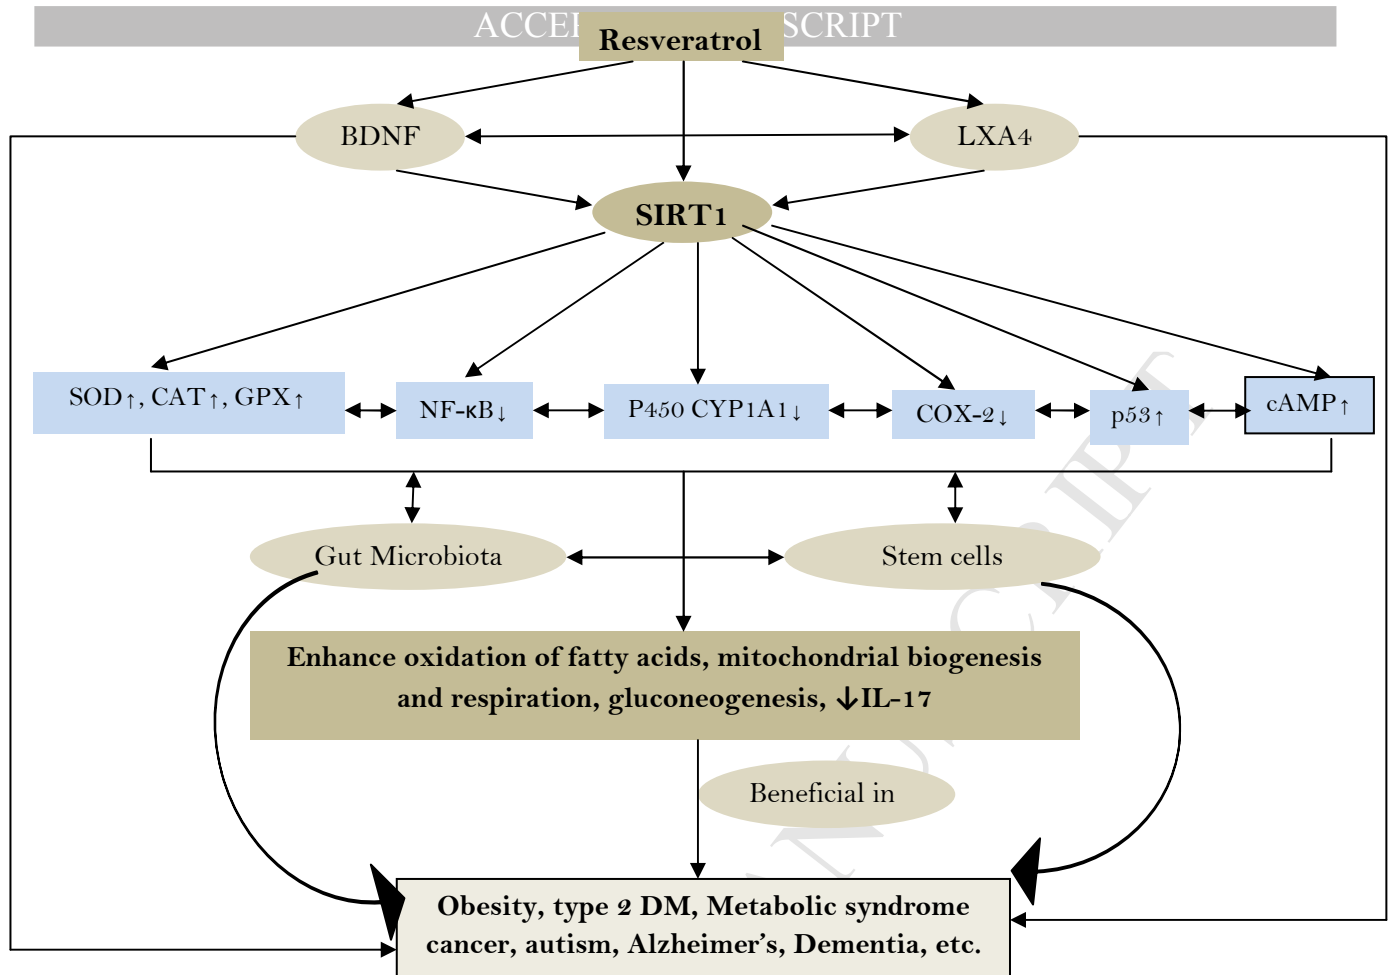 ACCEPTED MANUSCRIPT
Resveratrol
BDNF
LXA4
SIRT1
SOD↑, CAT↑, GPX↑
NF-κB↓
P450 CYP1A1↓
COX-2↓
p53↑
cAMP↑
Gut Microbiota
Stem cells
Enhance oxidation of fatty acids, mitochondrial biogenesis
and respiration, gluconeogenesis, ↓IL-17
Beneficial in
Obesity, type 2 DM, Metabolic syndrome
cancer, autism, Alzheimer's, Dementia, etc.